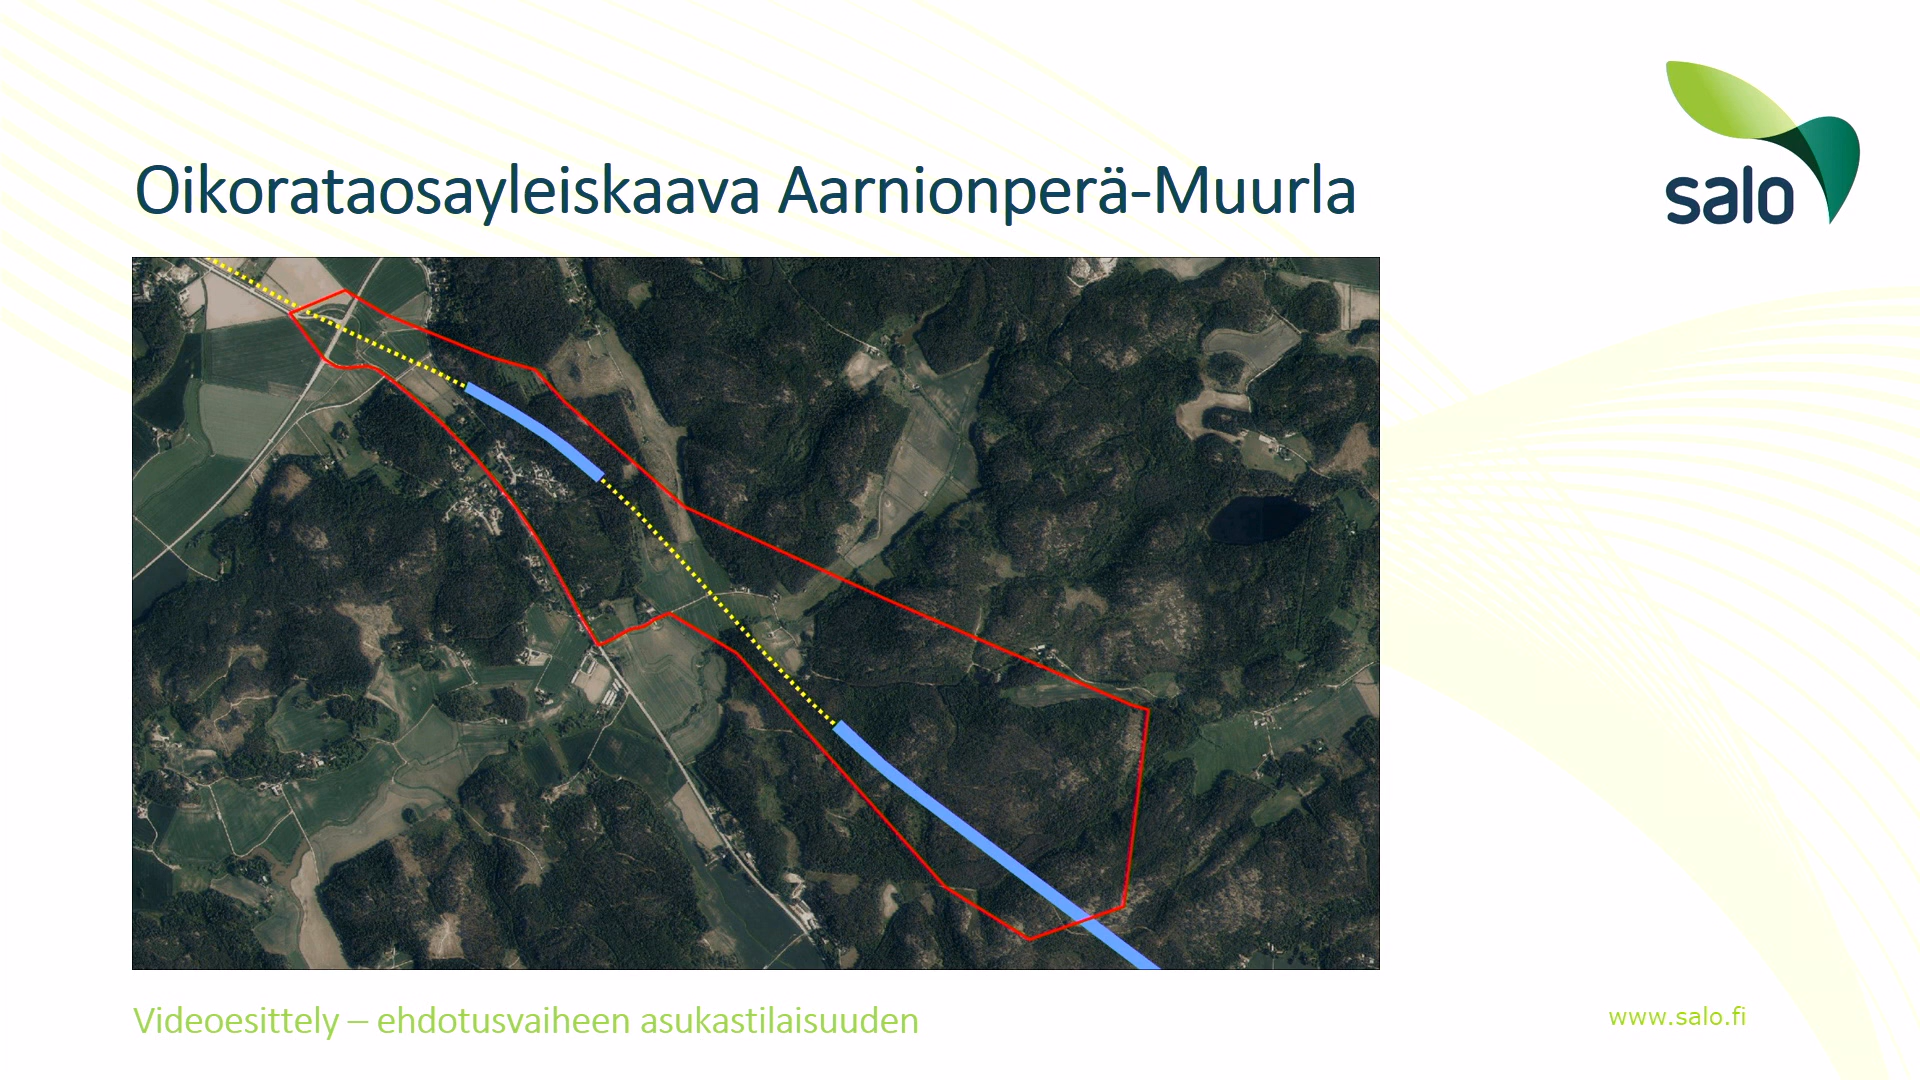 salo
Oikorataosayleiskaava Aarnionperä-Muurla
Videoesittely – ehdotusvaiheen asukastilaisuuden
www.salo.fi